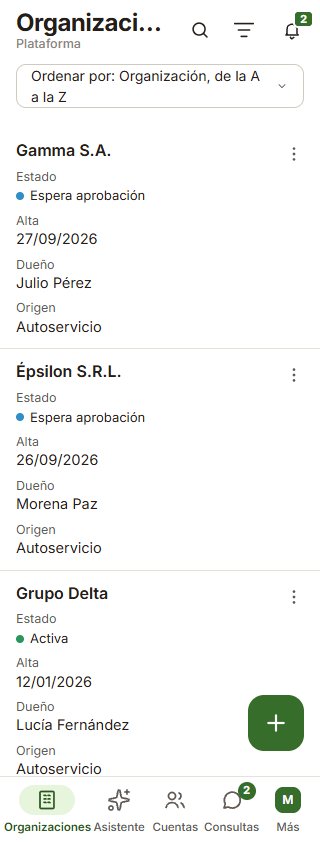 Organizaci...
Plataforma
2
Ordenar por: Organización, de la A
a la Z
Gamma S.A.
Estado
Espera aprobación
Alta
27/09/2026
Dueño
Julio Pérez
Origen
Autoservicio
Épsilon S.R.L.
Estado
Espera aprobación
Alta
26/09/2026
Dueño
Morena Paz
Origen
Autoservicio
Grupo Delta
Estado
Activa
Alta
12/01/2026
Dueño
Lucía Fernández
Origen
Autoservicio
2
M
Organizaciones Asistente Cuentas Consultas Más